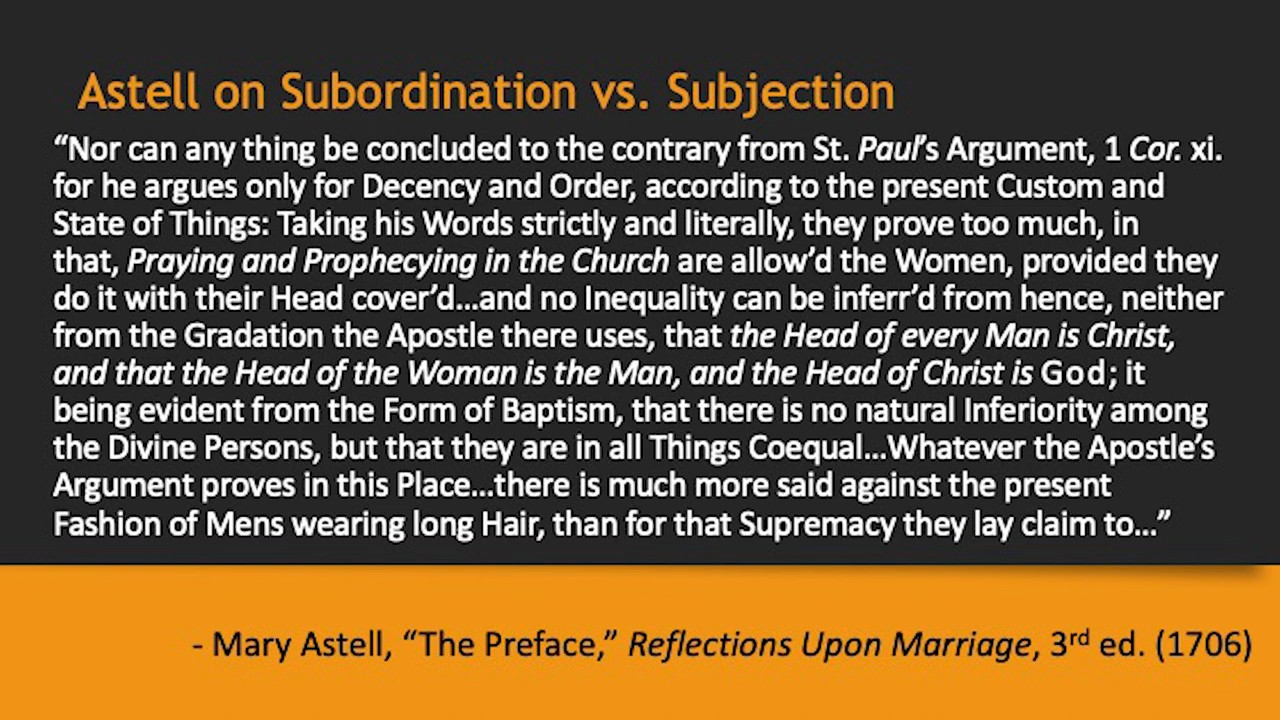 Astell on Subordination vs. Subjection
“Nor can any thing be concluded to the contrary from St. Paul’s Argument, 1 Cor. xi.
for he argues only for Decency and Order, according to the present Custom and
State of Things: Taking his Words strictly and literally, they prove too much, in
that, Praying and Prophecying in the Church are allow’d the Women, provided they
do it with their Head cover’d...and no Inequality can be inferr’d from hence, neither
from the Gradation the Apostle there uses, that the Head of every Man is Christ,
and that the Head of the Woman is the Man, and the Head of Christ is God; it
being evident from the Form of Baptism, that there is no natural Inferiority among
the Divine Persons, but that they are in all Things Coequal...Whatever the Apostle’s
Argument proves in this Place...there is much more said against the present
Fashion of Mens wearing long Hair, than for that Supremacy they lay claim to...”
- Mary Astell, “The Preface,” Reflections Upon Marriage, 3rd ed. (1706)